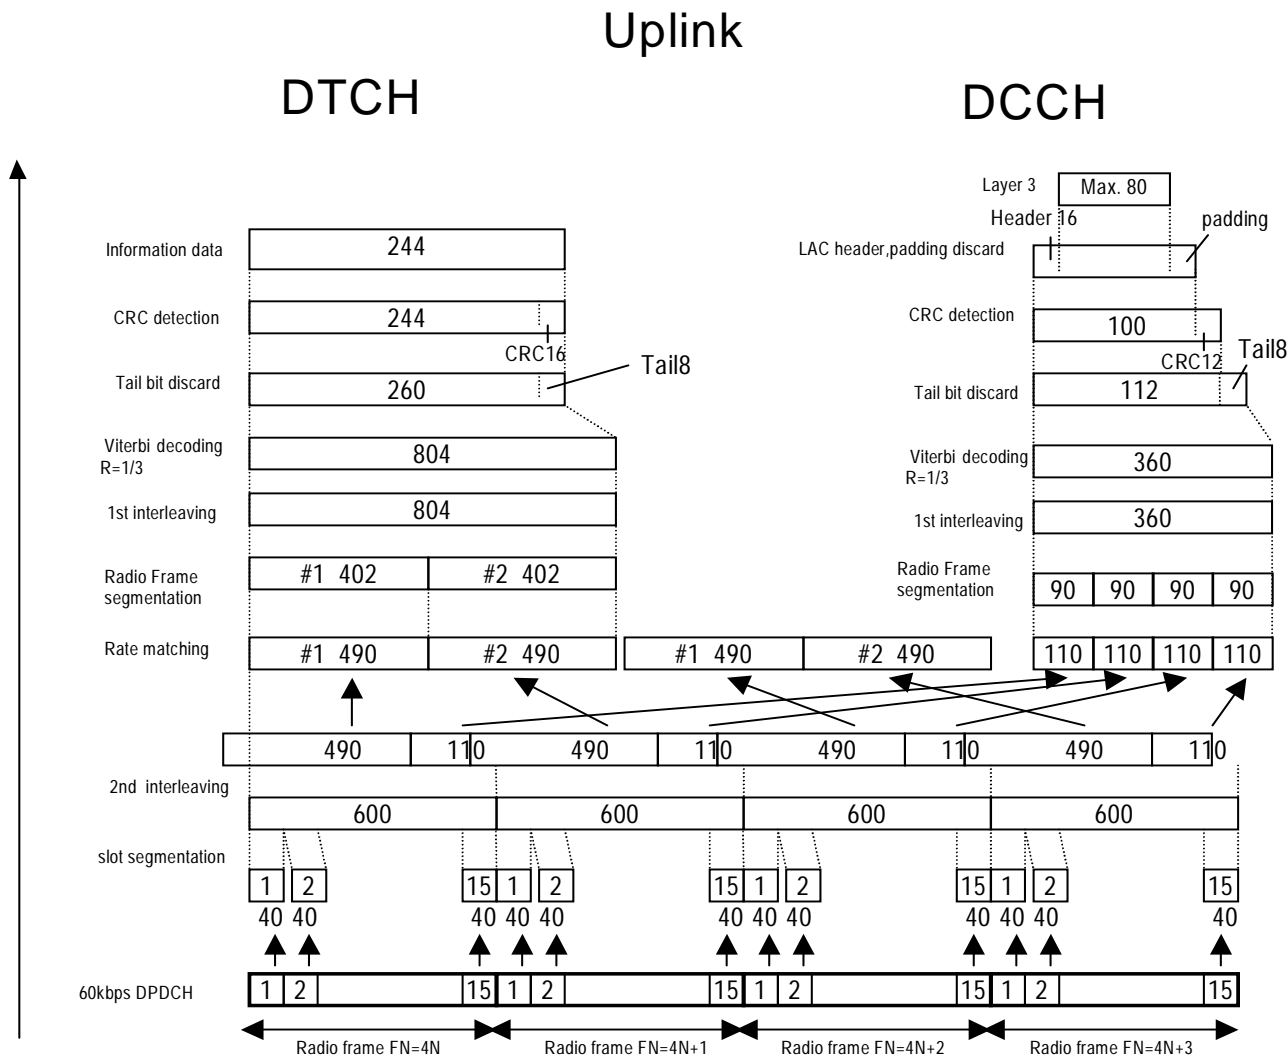 Uplink
DTCH
DCCH
Layer 3
Max. 80
Header 16
padding
Information data
244
LAC header,padding discard
CRC detection
244
CRC16
CRC detection
100
CRC12
Tail8
Tail8
Tail bit discard
260
Tail bit discard
112
Viterbi decoding
R=1/3
804
Viterbi decoding
R=1/3
360
1st interleaving
804
1st interleaving
360
Radio Frame
segmentation
#1 402
#2 402
Radio Frame
segmentation
90 90 90 90
Rate matching
#1 490
#2 490
#1 490
#2 490
110 110 110 110
490 110 490 110 490 110 490 110
2nd interleaving
600 600 600 600
slot segmentation
1 2 15 1 2 15 1 2 15 1 2 15
40 40 40 40 40 40 40 40 40 40 40 40
60kbps DPDCH
1 2 15 1 2 15 1 2 15 1 2 15
Radio frame FN=4N
Radio frame FN=4N+1
Radio frame FN=4N+2
Radio frame FN=4N+3